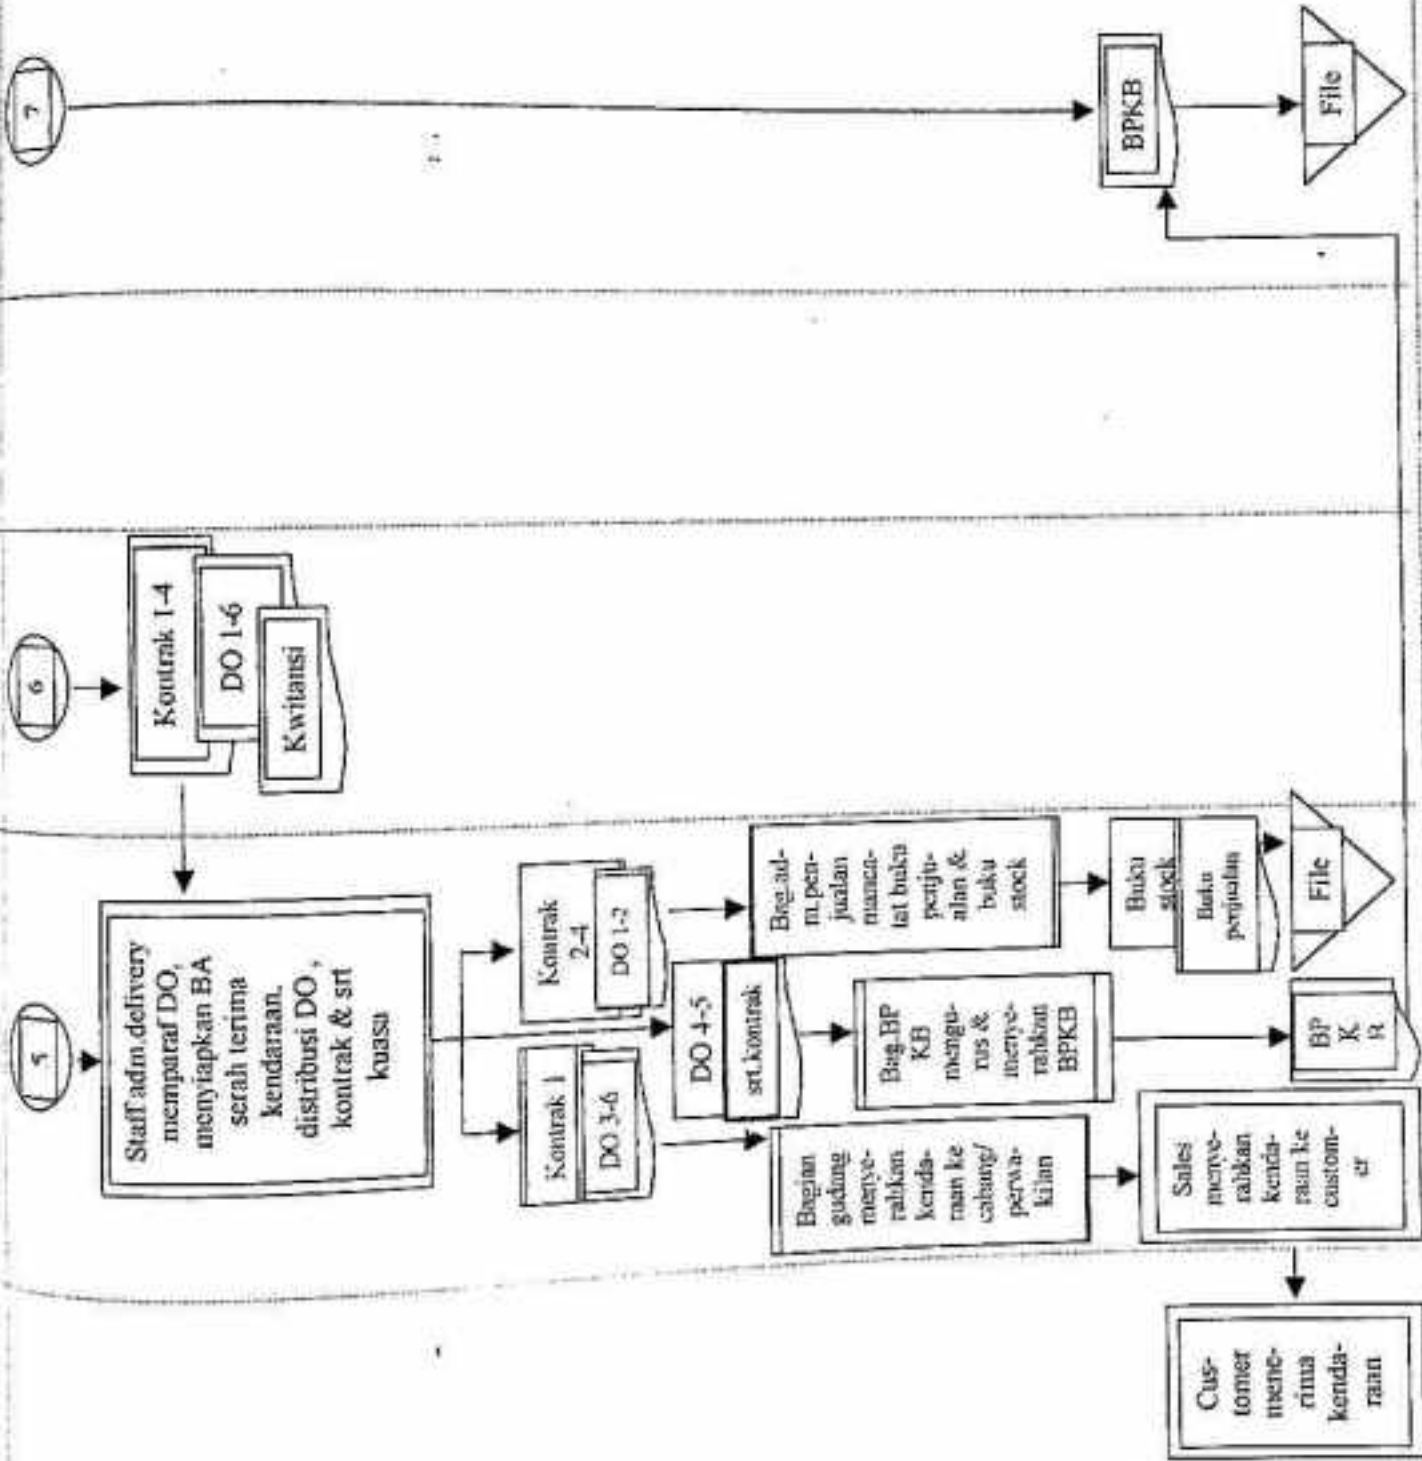 5
6
7
Staff adm.delivery
memparaf DO,
menyiapkan BA
serah terima
kendaraan.
distribusi DO,
kontrak & srt
kuasa
Kontrak 1-4
DO 1-6
Kwitansi
Kontrak 1
DO 3-6
Kontrak
2-4
DO 1-2
DO 4-5
srt.kontrak
Bagian
gudang
menye-
rahkan
kenda-
raan ke
cabang/
perwa-
kilan
Bag.BP
KB
mengu-
rus &
menye-
rahkan
BPKB
Bag.ad-
m.pen-
jualan
manca-
tat buku
penju-
alan &
buku
stock
Buku
stock
Buku
penjualan
File
BP
K
B
Sales
menye-
rahkan
kenda-
raan ke
custom-
er
Cus-
tomer
mene-
rima
kenda-
raan
BPKB
File